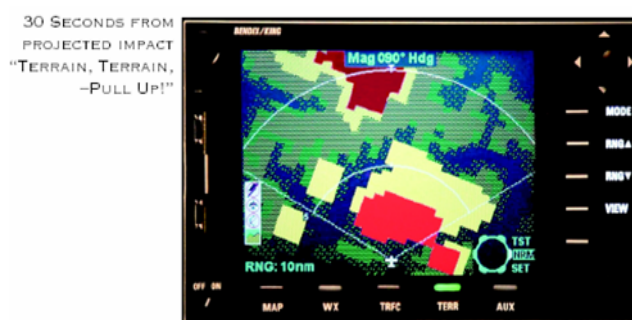 30 Seconds from
projected impact
"Terrain, Terrain,
–Pull Up!"
BENDIX/KING
Mag 090° Hdg
MODE
RNG▲
RNG▼
VIEW
TST
NRM
SET
RNG: 10nm
OFF ON
MAP WX TRFC TERR AUX